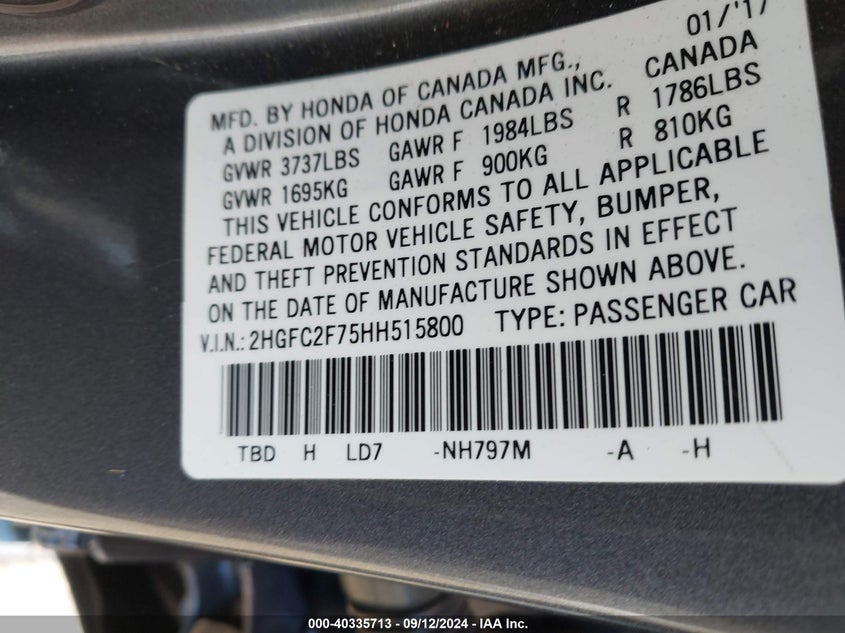 01/'17
MFD. BY HONDA OF CANADA MFG., CANADA
A DIVISION OF HONDA CANADA INC.
GVWR 3737LBS GAWR F 1984LBS R 1786LBS
GVWR 1695KG GAWR F 900KG R 810KG
THIS VEHICLE CONFORMS TO ALL APPLICABLE
FEDERAL MOTOR VEHICLE SAFETY, BUMPER,
AND THEFT PREVENTION STANDARDS IN EFFECT
ON THE DATE OF MANUFACTURE SHOWN ABOVE.
V.I.N.: 2HGFC2F75HH515800 TYPE: PASSENGER CAR
TBD H LD7 -NH797M -A -H
000-40335713 - 09/12/2024 - IAA Inc.